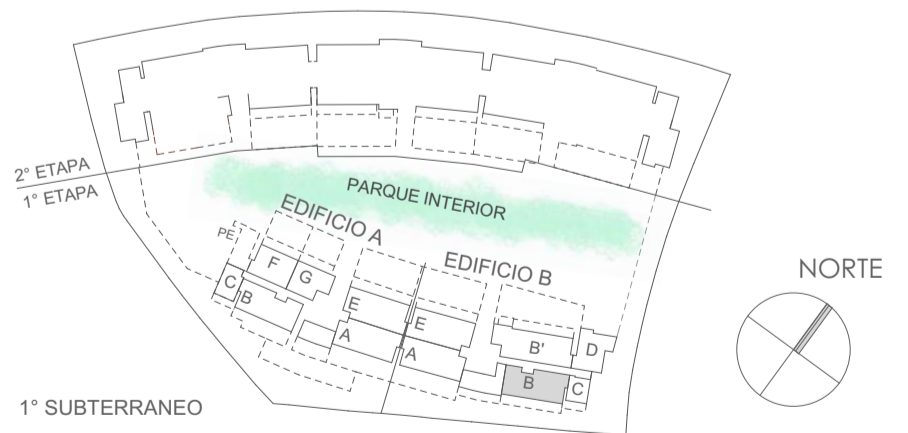 2° ETAPA
1° ETAPA
PARQUE INTERIOR
EDIFICIO A
EDIFICIO B
NORTE
PE
F
G
C
B
E
E
A
A
B'
D
B
C
1° SUBTERRANEO